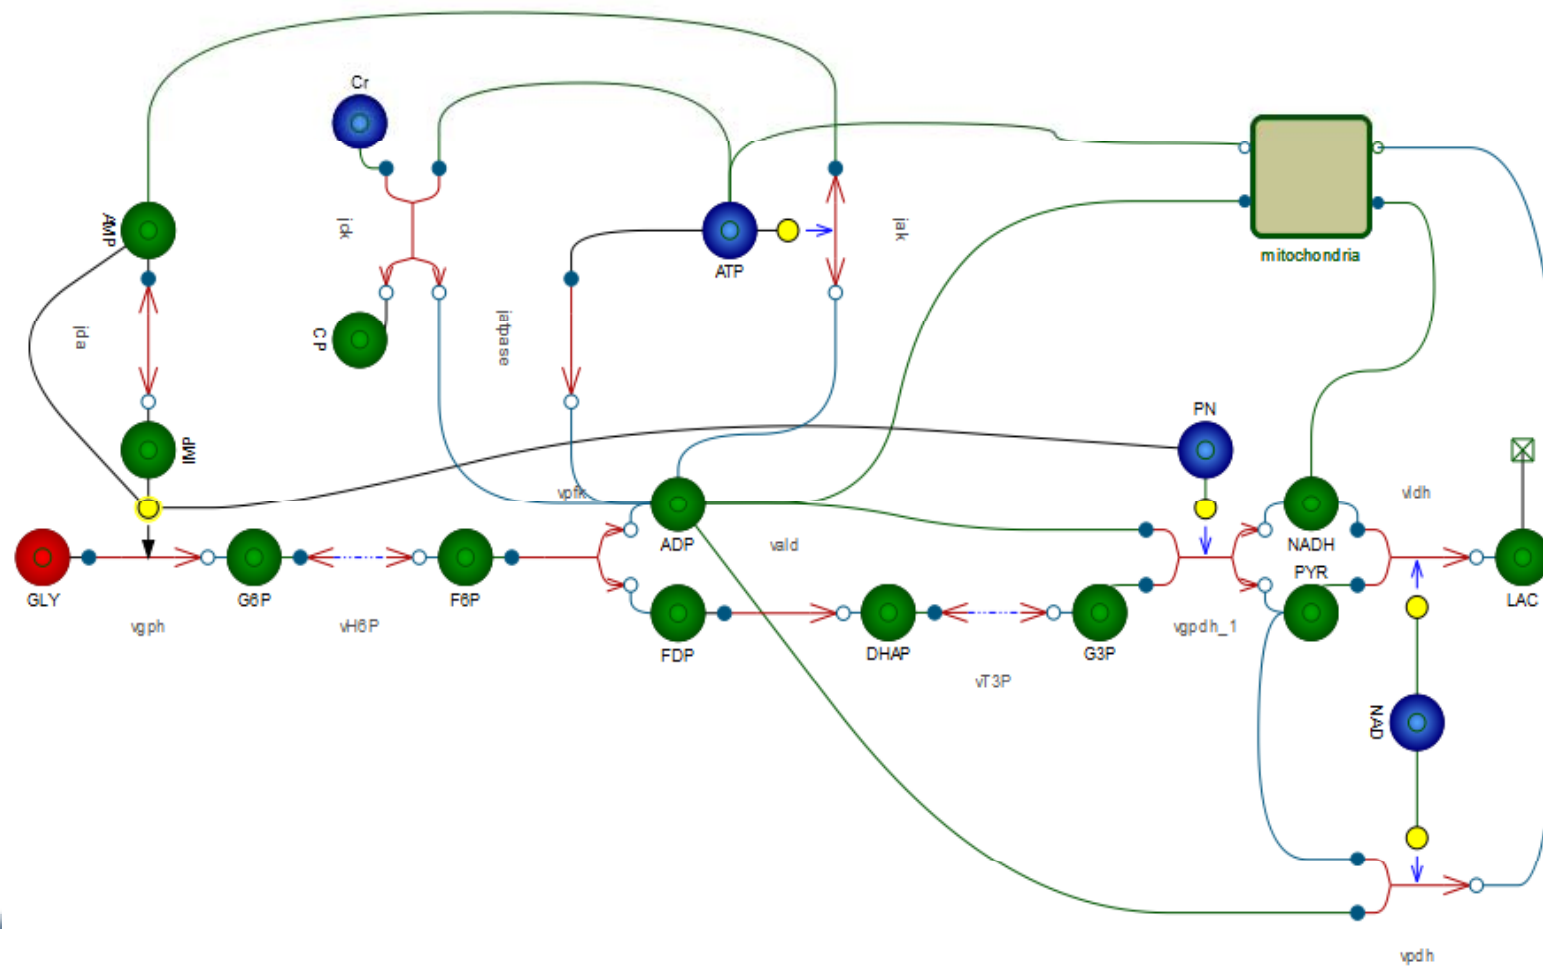 Cr
AMP
jck
ATP
jak
mitochondria
jda
CP
jatpase
PN
IMP
vpfk
vldh
ADP
vald
NADH
PYR
GLY
G6P
F6P
LAC
vgph
vH6P
FDP
DHAP
G3P
vgpdh_1
vT3P
NAD
vpdh